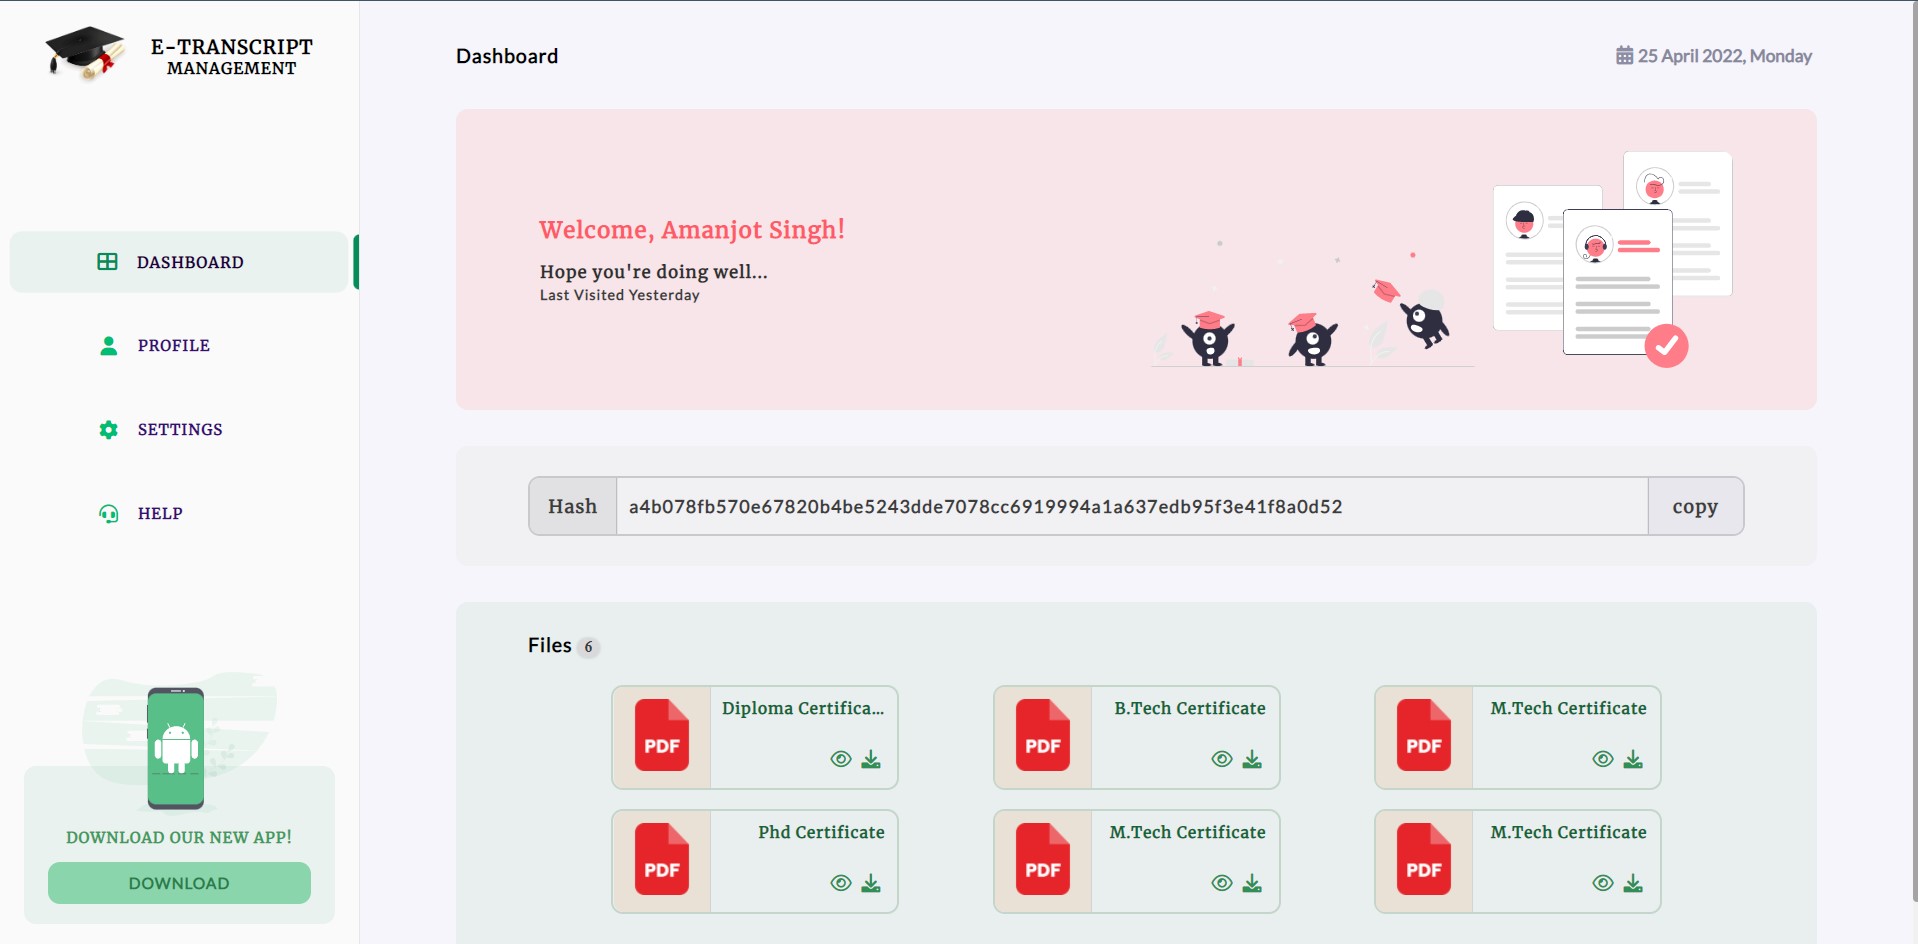 E-TRANSCRIPT
MANAGEMENT
DASHBOARD
PROFILE
SETTINGS
HELP
DOWNLOAD OUR NEW APP!
DOWNLOAD
Dashboard
25 April 2022, Monday
Welcome, Amanjot Singh!
Hope you're doing well...
Last Visited Yesterday
Hash a4b078fb570e67820b4be5243dde7078cc6919994a1a637edb95f3e41f8a0d52 copy
Files 6
PDF Diploma Certifica...
PDF B.Tech Certificate
PDF M.Tech Certificate
PDF Phd Certificate
PDF M.Tech Certificate
PDF M.Tech Certificate